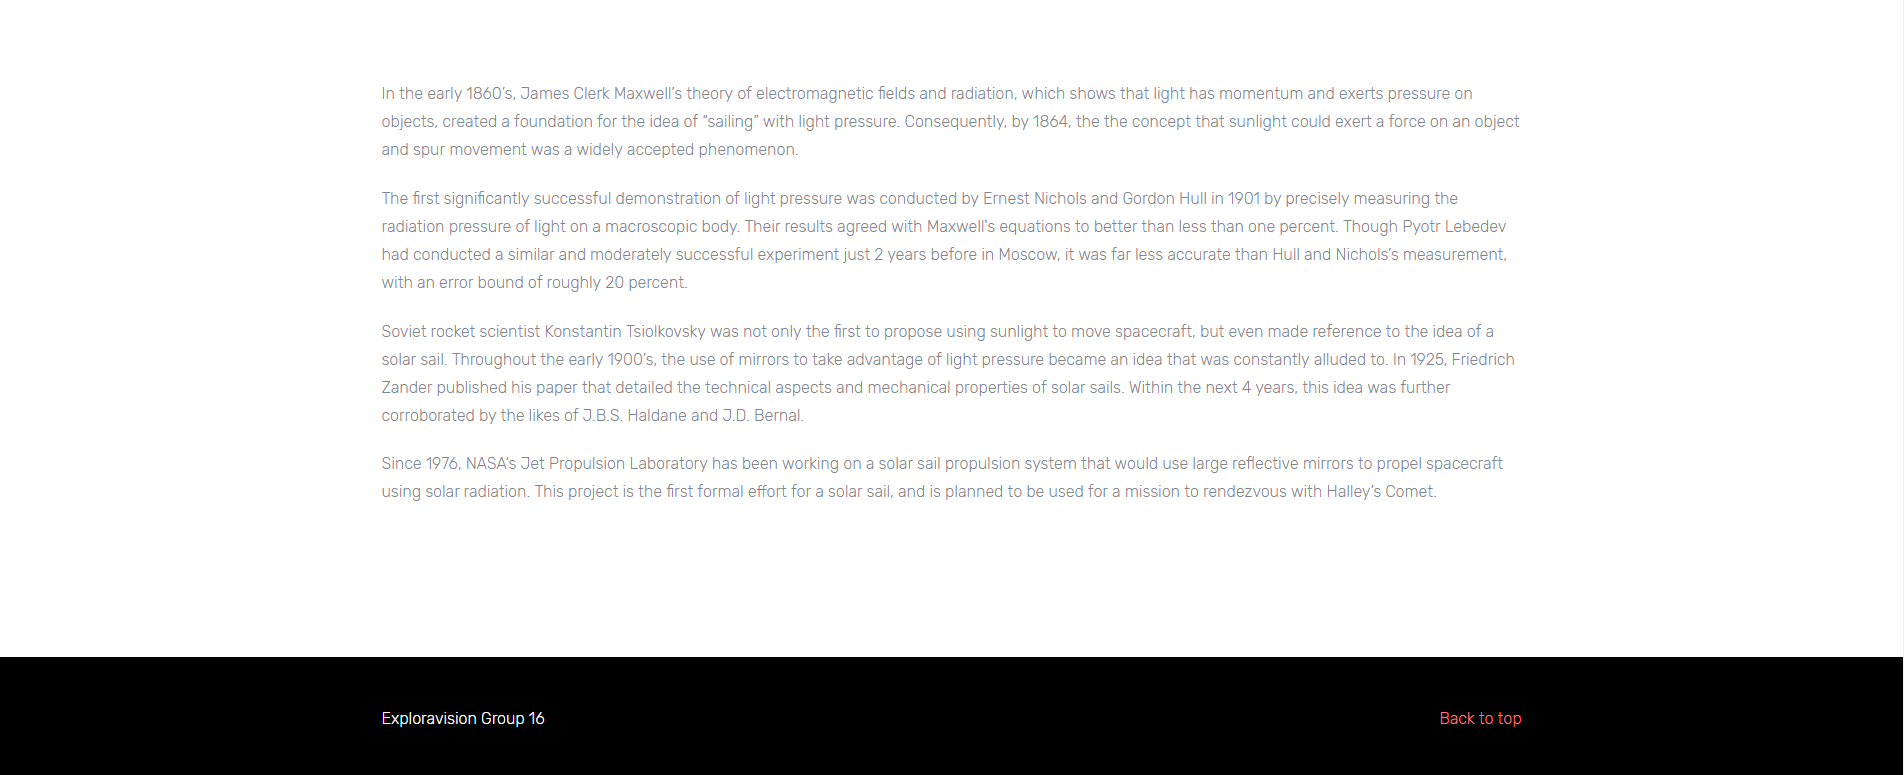 In the early 1860’s, James Clerk Maxwell’s theory of electromagnetic fields and radiation, which shows that light has momentum and exerts pressure on
objects, created a foundation for the idea of “sailing” with light pressure. Consequently, by 1864, the the concept that sunlight could exert a force on an object
and spur movement was a widely accepted phenomenon.
The first significantly successful demonstration of light pressure was conducted by Ernest Nichols and Gordon Hull in 1901 by precisely measuring the
radiation pressure of light on a macroscopic body. Their results agreed with Maxwell's equations to better than less than one percent. Though Pyotr Lebedev
had conducted a similar and moderately successful experiment just 2 years before in Moscow, it was far less accurate than Hull and Nichols’s measurement,
with an error bound of roughly 20 percent.
Soviet rocket scientist Konstantin Tsiolkovsky was not only the first to propose using sunlight to move spacecraft, but even made reference to the idea of a
solar sail. Throughout the early 1900’s, the use of mirrors to take advantage of light pressure became an idea that was constantly alluded to. In 1925, Friedrich
Zander published his paper that detailed the technical aspects and mechanical properties of solar sails. Within the next 4 years, this idea was further
corroborated by the likes of J.B.S. Haldane and J.D. Bernal.
Since 1976, NASA’s Jet Propulsion Laboratory has been working on a solar sail propulsion system that would use large reflective mirrors to propel spacecraft
using solar radiation. This project is the first formal effort for a solar sail, and is planned to be used for a mission to rendezvous with Halley’s Comet.
Exploravision Group 16
Back to top